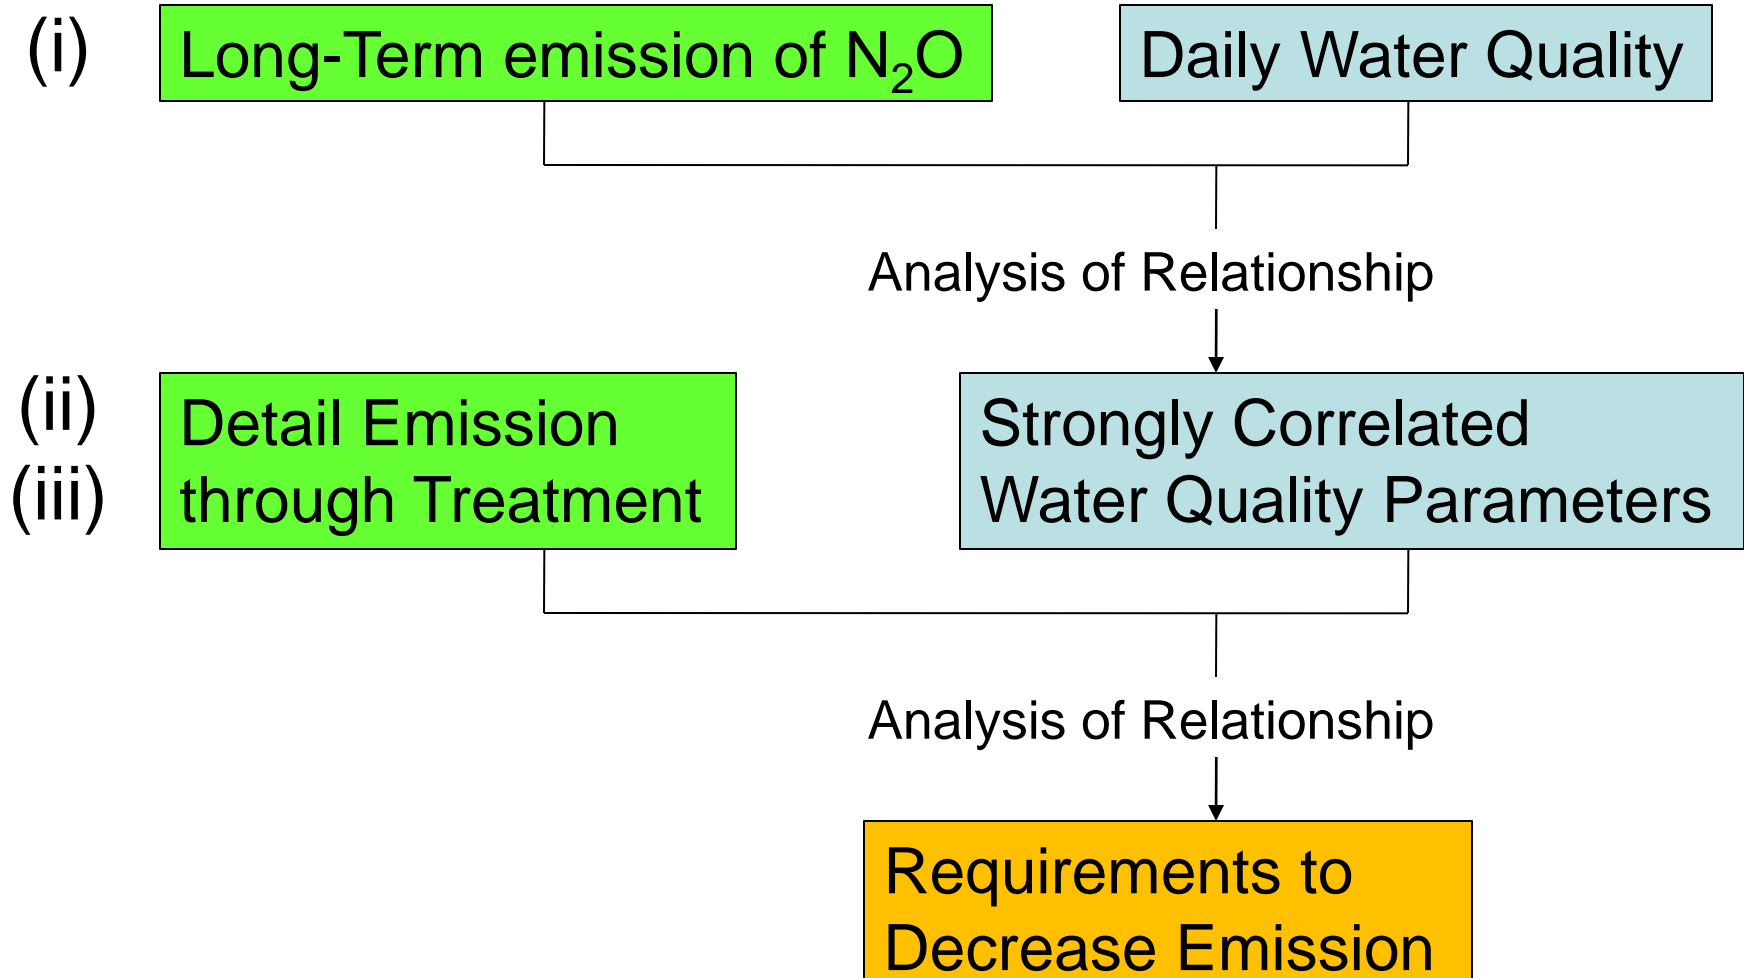 (i)
Long-Term emission of N₂O
Daily Water Quality
Analysis of Relationship
(ii)
(iii)
Detail Emission
through Treatment
Strongly Correlated
Water Quality Parameters
Analysis of Relationship
Requirements to
Decrease Emission